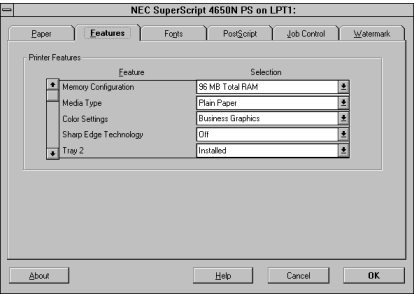 NEC SuperScript 4650N PS on LPT1:
Paper Features Fonts PostScript Job Control Watermark
Printer Features
Feature Selection
Memory Configuration 96 MB Total RAM
Media Type Plain Paper
Color Settings Business Graphics
Sharp Edge Technology Off
Tray 2 Installed
About Help Cancel OK